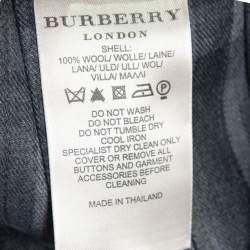 BURBERRY
LONDON
SHELL:
100% WOOL/ WOLLE/ LAINE/
LANA/ ULD/ ULL/ WOL/
VILLA/ ΜΑΛΛΙ
DO NOT WASH
DO NOT BLEACH
DO NOT TUMBLE DRY
COOL IRON
SPECIALIST DRY CLEAN ONLY
COVER OR REMOVE ALL
BUTTONS AND GARMENT
ACCESSORIES BEFORE
CLEANING
MADE IN THAILAND